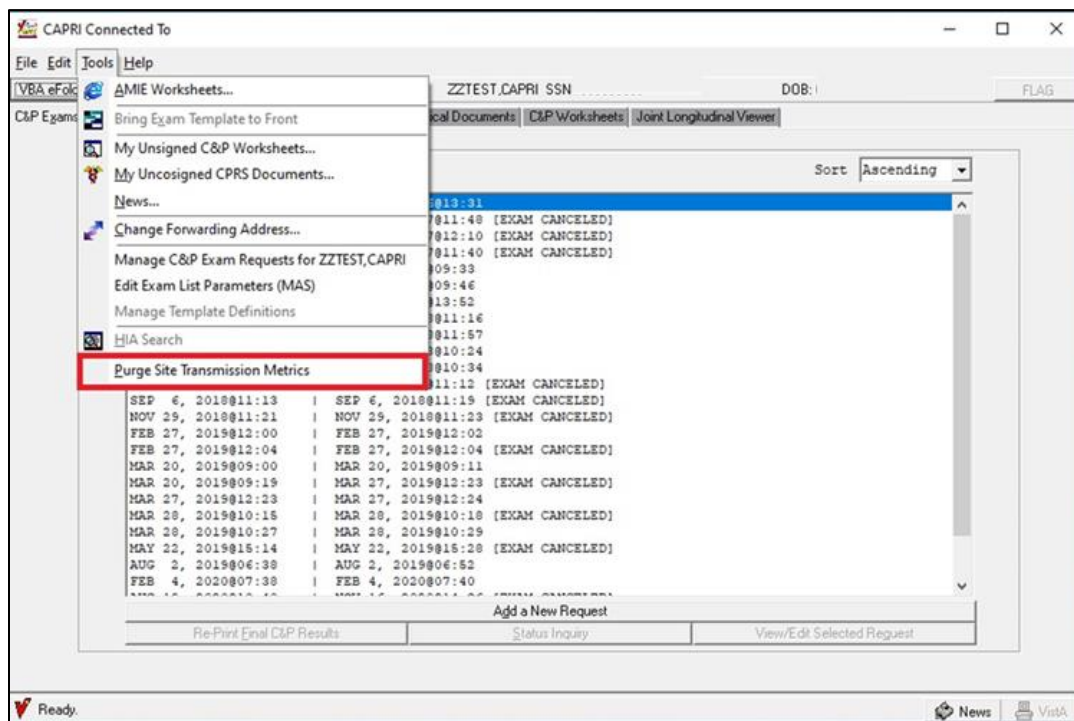 CAPRI Connected To
File Edit Tools Help
VBA eFold ZZTEST,CAPRI SSN DOB: FLAG
C&P Exams ical Documents C&P Worksheets Joint Longitudinal Viewer
AMIE Worksheets...
Bring Exam Template to Front
My Unsigned C&P Worksheets...
My Uncosigned CPRS Documents...
News...
Change Forwarding Address...
Manage C&P Exam Requests for ZZTEST,CAPRI
Edit Exam List Parameters (MAS)
Manage Template Definitions
HIA Search
Purge Site Transmission Metrics
Sort Ascending
@13:31
@11:48 [EXAM CANCELED]
@12:10 [EXAM CANCELED]
@11:40 [EXAM CANCELED]
@09:33
@09:46
@13:52
@11:16
@11:57
@10:24
@10:34
@11:12 [EXAM CANCELED]
SEP 6, 2018@11:13 | SEP 6, 2018@11:19 [EXAM CANCELED]
NOV 29, 2018@11:21 | NOV 29, 2018@11:23 [EXAM CANCELED]
FEB 27, 2019@12:00 | FEB 27, 2019@12:02
FEB 27, 2019@12:04 | FEB 27, 2019@12:04 [EXAM CANCELED]
MAR 20, 2019@09:00 | MAR 20, 2019@09:11
MAR 20, 2019@09:19 | MAR 27, 2019@12:23 [EXAM CANCELED]
MAR 27, 2019@12:23 | MAR 27, 2019@12:24
MAR 28, 2019@10:15 | MAR 28, 2019@10:18 [EXAM CANCELED]
MAR 28, 2019@10:27 | MAR 28, 2019@10:29
MAY 22, 2019@15:14 | MAY 22, 2019@15:28 [EXAM CANCELED]
AUG 2, 2019@06:38 | AUG 2, 2019@06:52
FEB 4, 2020@07:38 | FEB 4, 2020@07:40
Add a New Request
Re-Print Final C&P Results Status Inquiry View/Edit Selected Request
Ready. News VistA